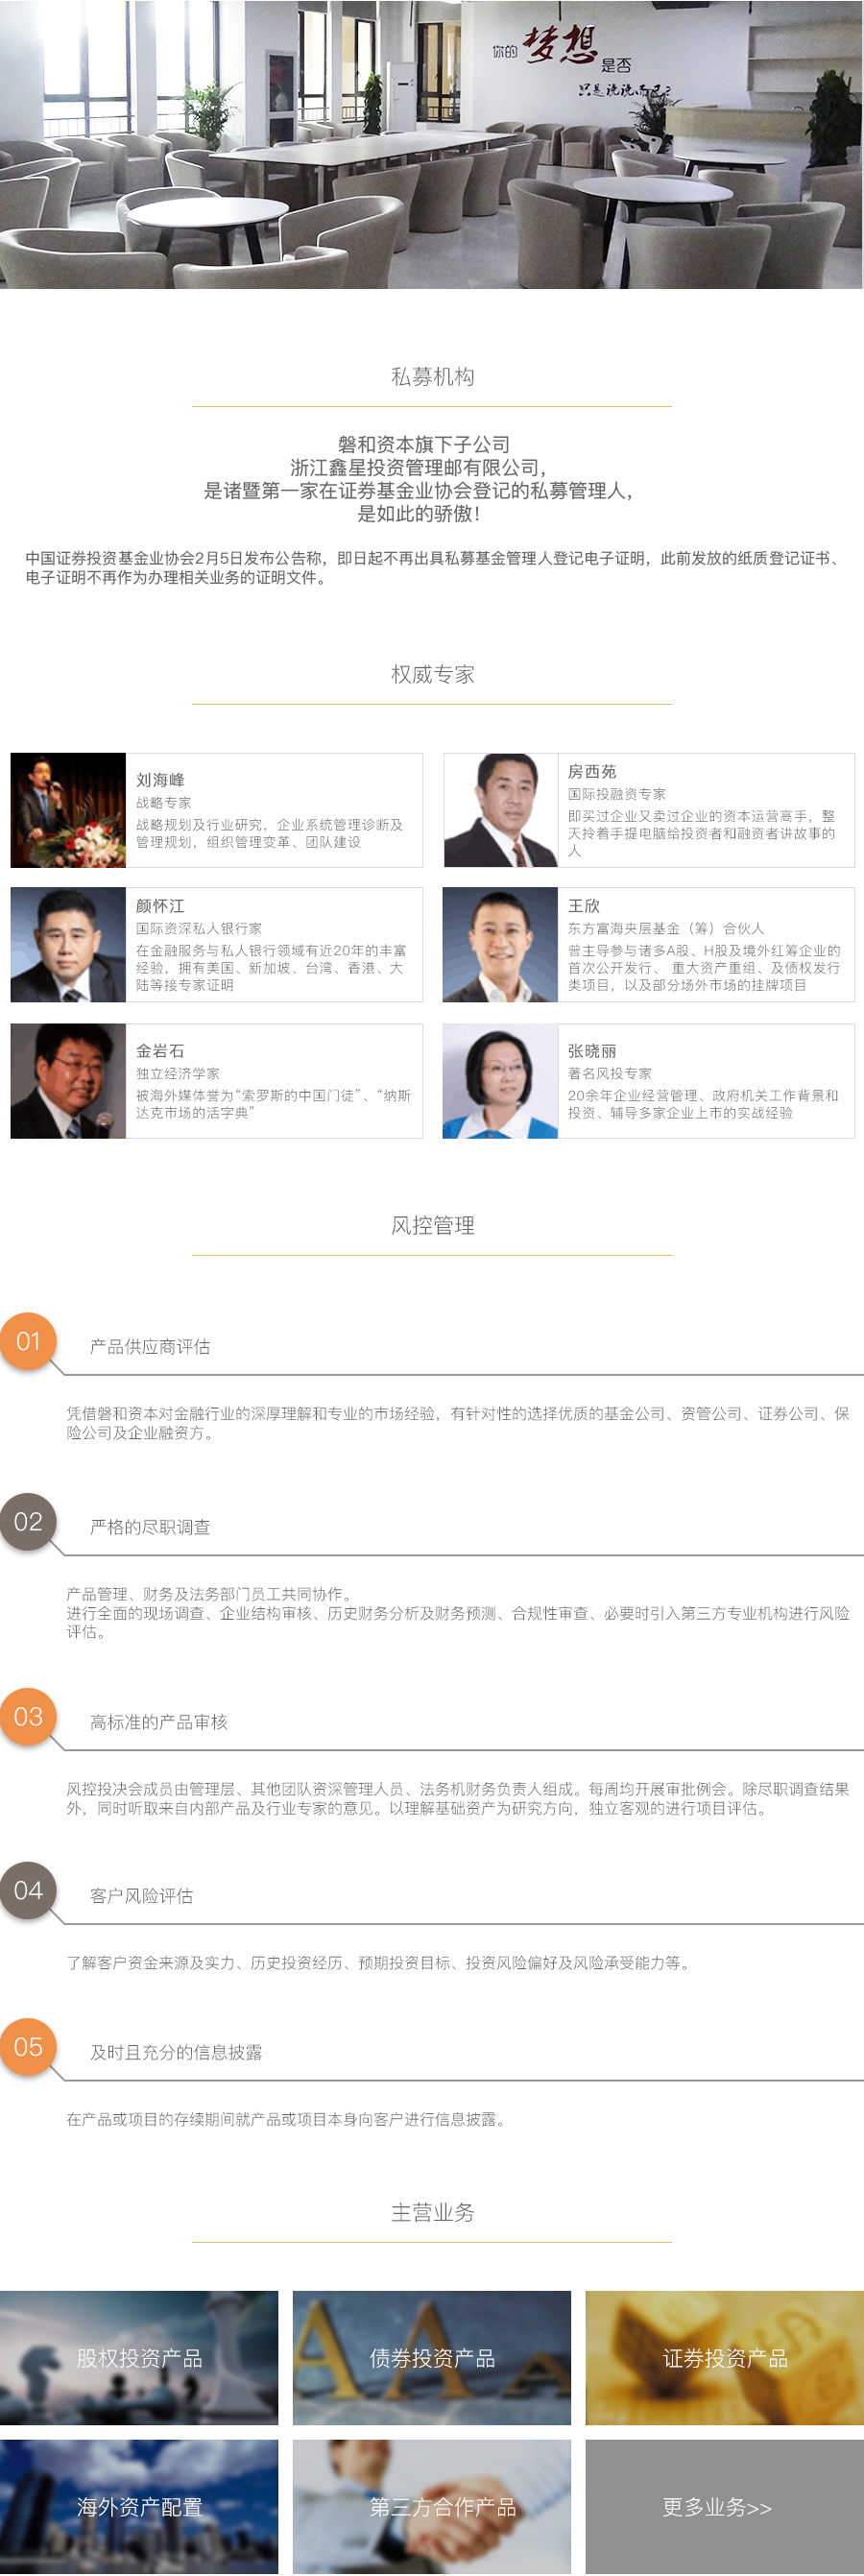 你的 梦想 是否
只是说说而已?
私募机构
磐和资本旗下子公司
浙江鑫星投资管理邮有限公司，
是诸暨第一家在证券基金业协会登记的私募管理人，
是如此的骄傲！
中国证券投资基金业协会2月5日发布公告称，即日起不再出具私募基金管理人登记电子证明，此前发放的纸质登记证书、
电子证明不再作为办理相关业务的证明文件。
权威专家
刘海峰
战略专家
战略规划及行业研究，企业系统管理诊断及
管理规划，组织管理变革、团队建设
房西苑
国际投融资专家
即买过企业又卖过企业的资本运营高手，整
天拎着手提电脑给投资者和融资者讲故事的
人
颜怀江
国际资深私人银行家
在金融服务与私人银行领域有近20年的丰富
经验，拥有美国、新加坡、台湾、香港、大
陆等接专家证明
王欣
东方富海夹层基金（筹）合伙人
曾主导参与诸多A股、H股及境外红筹企业的
首次公开发行、 重大资产重组、及债权发行
类项目，以及部分场外市场的挂牌项目
金岩石
独立经济学家
被海外媒体誉为“索罗斯的中国门徒”、“纳斯
达克市场的活字典”
张晓丽
著名风投专家
20余年企业经营管理、政府机关工作背景和
投资、辅导多家企业上市的实战经验
风控管理
01
产品供应商评估
凭借磐和资本对金融行业的深厚理解和专业的市场经验，有针对性的选择优质的基金公司、资管公司、证券公司、保
险公司及企业融资方。
02
严格的尽职调查
产品管理、财务及法务部门员工共同协作。
进行全面的现场调查、企业结构审核、历史财务分析及财务预测、合规性审查、必要时引入第三方专业机构进行风险
评估。
03
高标准的产品审核
风控投决会成员由管理层、其他团队资深管理人员、法务机财务负责人组成。每周均开展审批例会。除尽职调查结果
外，同时听取来自内部产品及行业专家的意见。以理解基础资产为研究方向，独立客观的进行项目评估。
04
客户风险评估
了解客户资金来源及实力、历史投资经历、预期投资目标、投资风险偏好及风险承受能力等。
05
及时且充分的信息披露
在产品或项目的存续期间就产品或项目本身向客户进行信息披露。
主营业务
股权投资产品
债券投资产品
证券投资产品
海外资产配置
第三方合作产品
更多业务>>